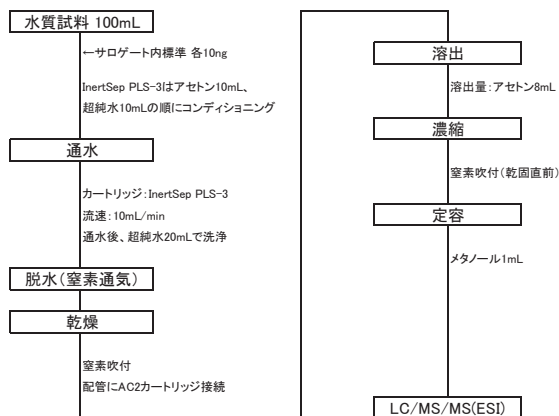 水質試料 100mL
←サロゲート内標準 各10ng
InertSep PLS-3はアセトン10mL、
超純水10mLの順にコンディショニング
通水
カートリッジ:InertSep PLS-3
流速:10mL/min
通水後、超純水20mLで洗浄
脱水(窒素通気)
乾燥
窒素吹付
配管にAC2カートリッジ接続
溶出
溶出量:アセトン8mL
濃縮
窒素吹付(乾固直前)
定容
メタノール1mL
LC/MS/MS(ESI)